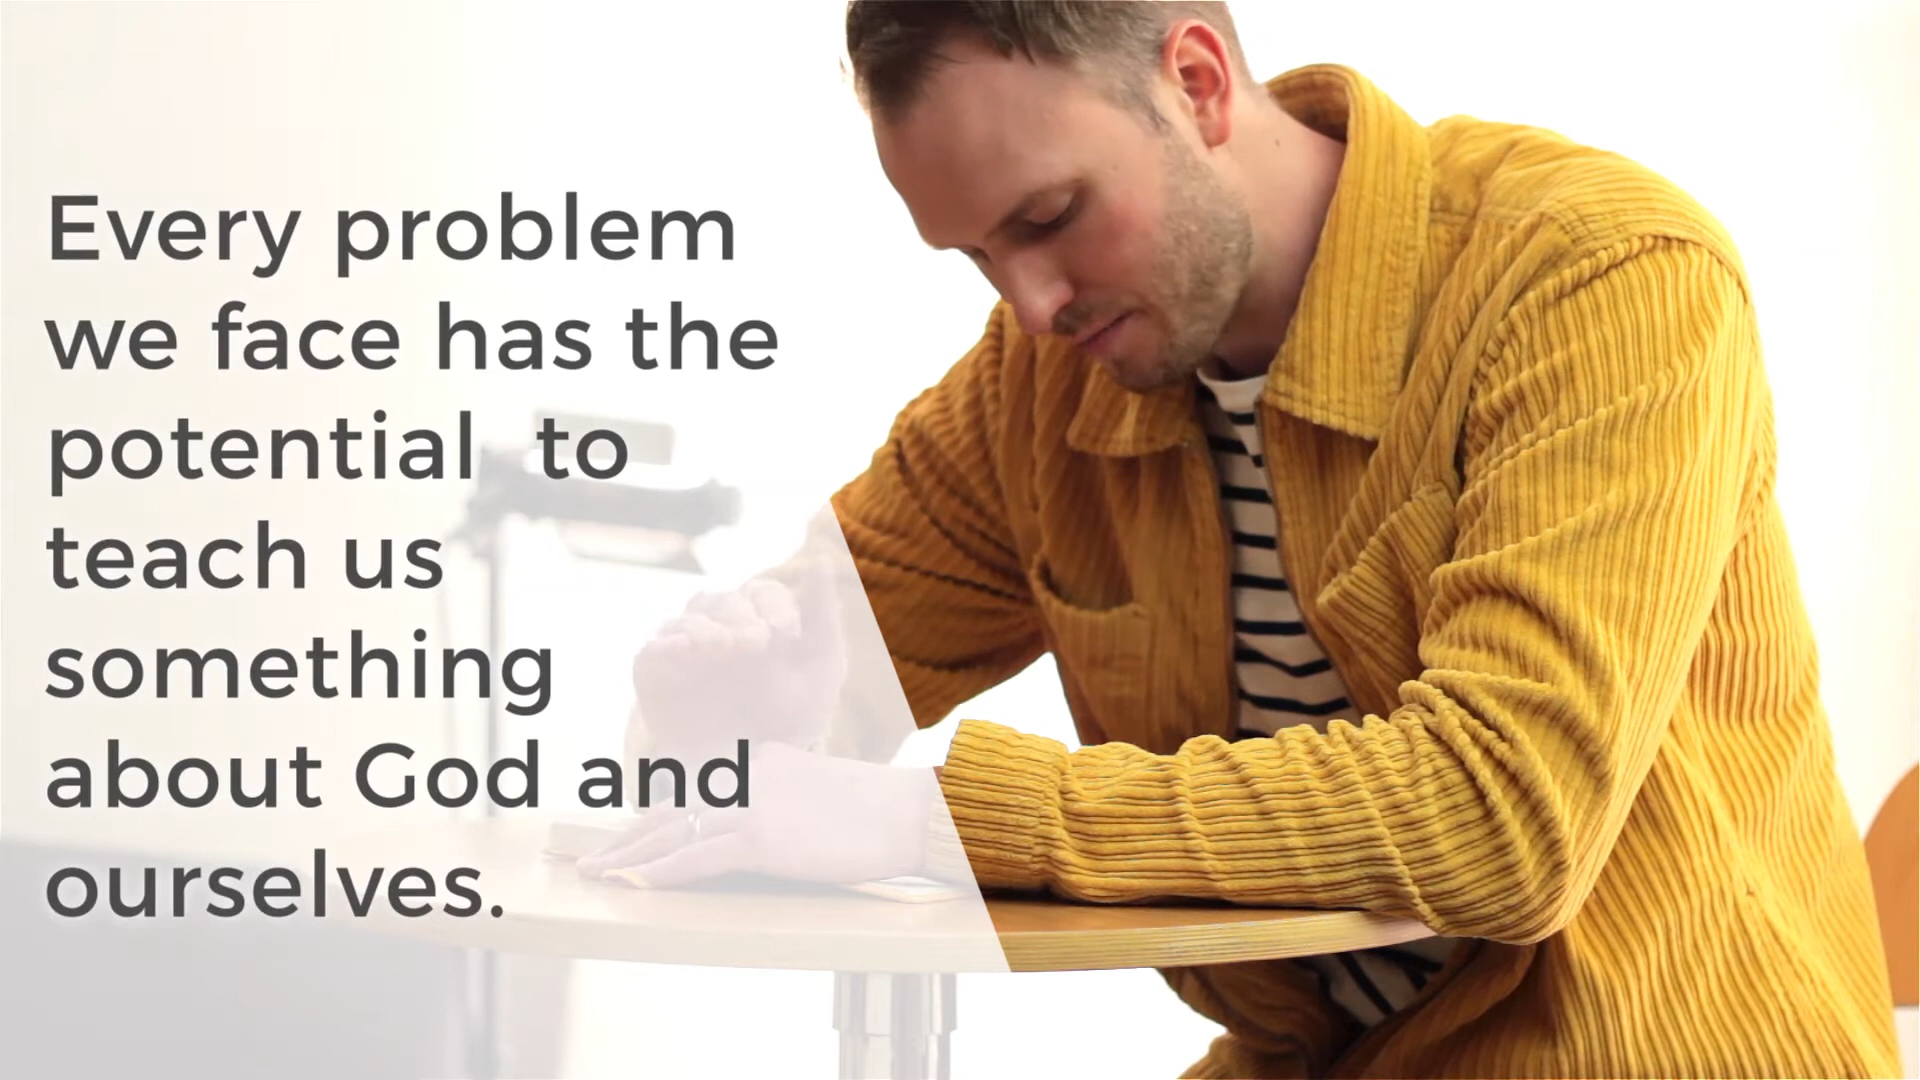 Every problem
we face has the
potential  to
teach us
something
about God and
ourselves.